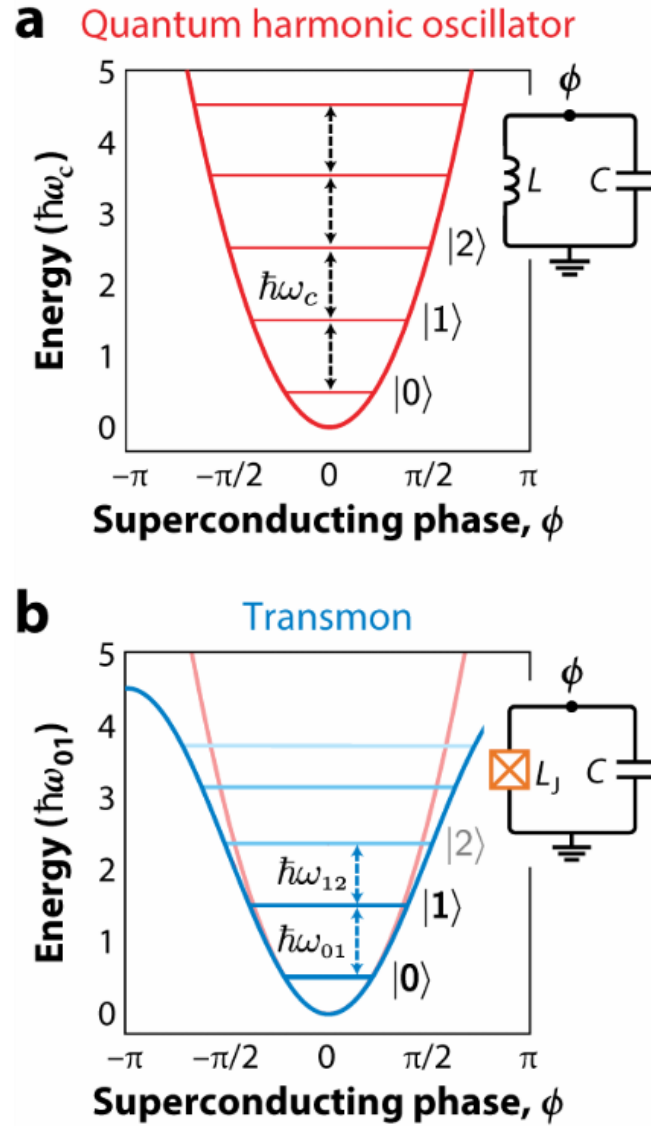 a Quantum harmonic oscillator
Energy (ℏω_c)
5
4
3
2
1
0
ϕ
L
C
|2⟩
ℏω_c
|1⟩
|0⟩
−π
−π/2
0
π/2
π
Superconducting phase, ϕ
b Transmon
Energy (ℏω_01)
5
4
3
2
1
0
ϕ
L_J
C
|2⟩
ℏω_12
|1⟩
ℏω_01
|0⟩
−π
−π/2
0
π/2
π
Superconducting phase, ϕ